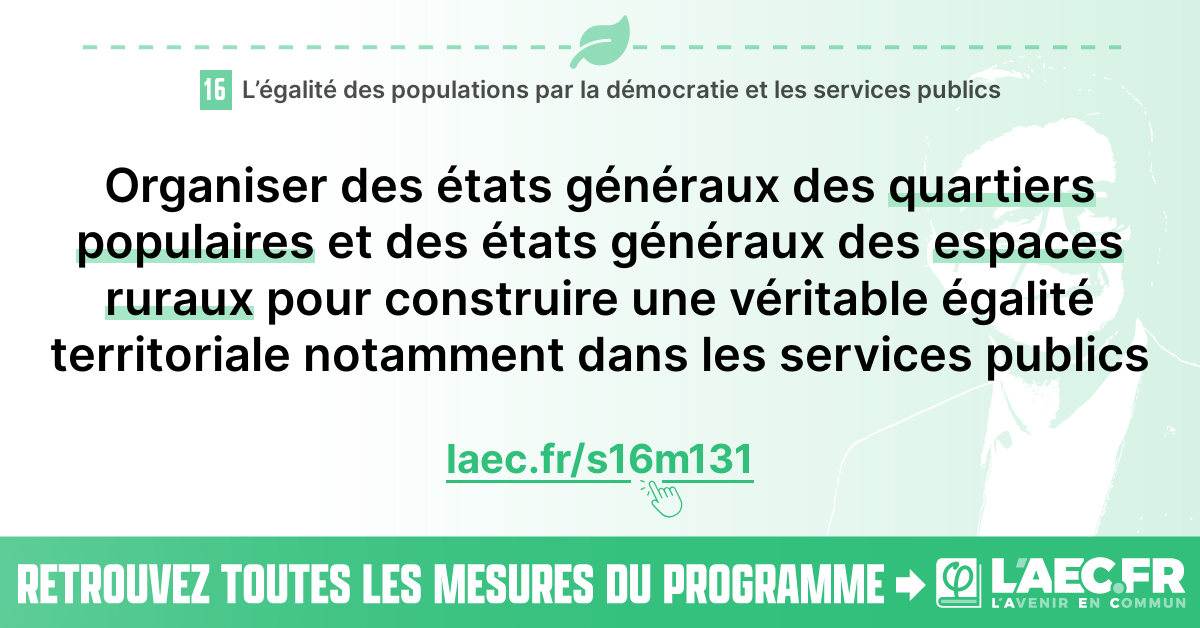 16 L’égalité des populations par la démocratie et les services publics
Organiser des états généraux des quartiers
populaires et des états généraux des espaces
ruraux pour construire une véritable égalité
territoriale notamment dans les services publics
laec.fr/s16m131
RETROUVEZ TOUTES LES MESURES DU PROGRAMME
φ L'AEC.FR
L'AVENIR EN COMMUN